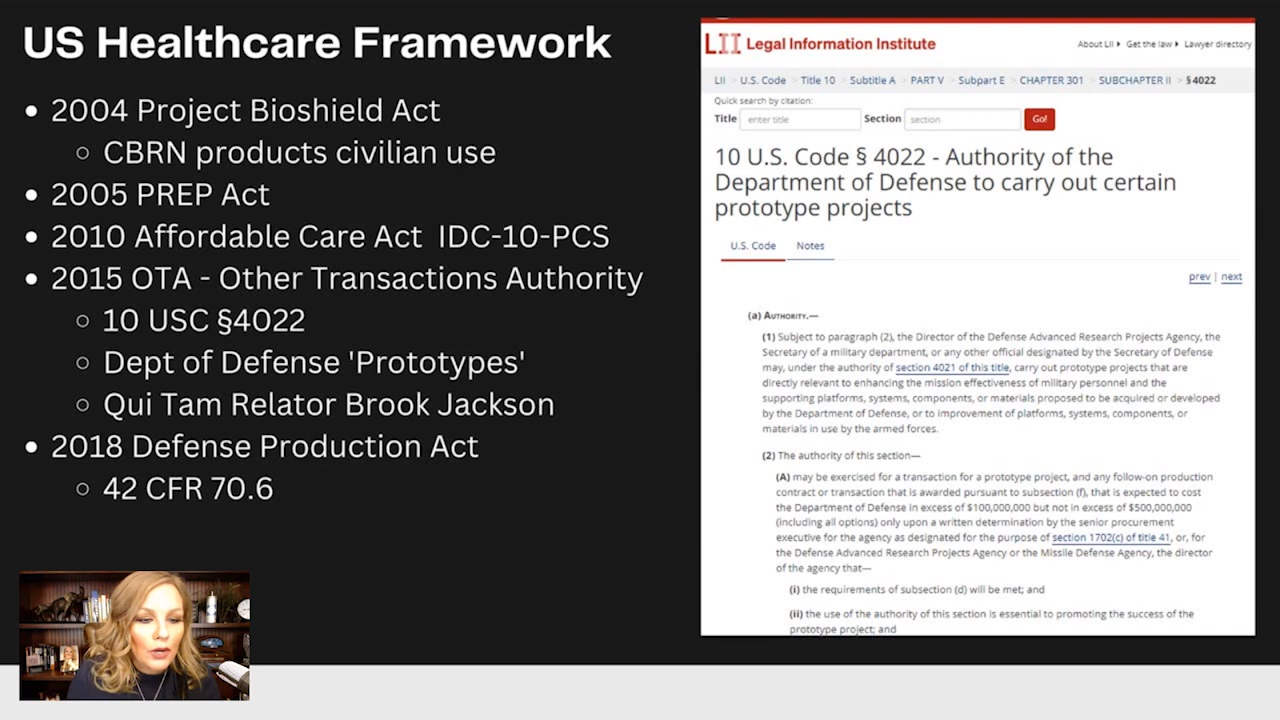 US Healthcare Framework
• 2004 Project Bioshield Act
○ CBRN products civilian use
• 2005 PREP Act
• 2010 Affordable Care Act IDC-10-PCS
• 2015 OTA - Other Transactions Authority
○ 10 USC §4022
○ Dept of Defense 'Prototypes'
○ Qui Tam Relator Brook Jackson
• 2018 Defense Production Act
○ 42 CFR 70.6
LII Legal Information Institute
About LII Get the law Lawyer directory
LII > U.S. Code > Title 10 > Subtitle A > PART V > Subpart E > CHAPTER 301 > SUBCHAPTER II > § 4022
Quick search by citation:
Title enter title Section section Go!
10 U.S. Code § 4022 - Authority of the
Department of Defense to carry out certain
prototype projects
U.S. Code Notes
prev | next
(a) AUTHORITY.—
(1) Subject to paragraph (2), the Director of the Defense Advanced Research Projects Agency, the
Secretary of a military department, or any other official designated by the Secretary of Defense
may, under the authority of section 4021 of this title, carry out prototype projects that are
directly relevant to enhancing the mission effectiveness of military personnel and the
supporting platforms, systems, components, or materials proposed to be acquired or developed
by the Department of Defense, or to improvement of platforms, systems, components, or
materials in use by the armed forces.
(2) The authority of this section—
(A) may be exercised for a transaction for a prototype project, and any follow-on production
contract or transaction that is awarded pursuant to subsection (f), that is expected to cost
the Department of Defense in excess of $100,000,000 but not in excess of $500,000,000
(including all options) only upon a written determination by the senior procurement
executive for the agency as designated for the purpose of section 1702(c) of title 41, or, for
the Defense Advanced Research Projects Agency or the Missile Defense Agency, the director
of the agency that—
(i) the requirements of subsection (d) will be met; and
(ii) the use of the authority of this section is essential to promoting the success of the
prototype project; and